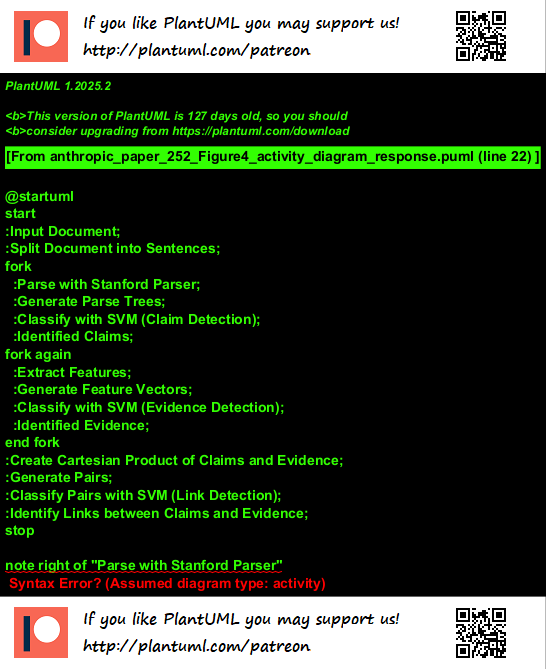 If you like PlantUML you may support us!
http://plantuml.com/patreon
PlantUML 1.2025.2
<b>This version of PlantUML is 127 days old, so you should
<b>consider upgrading from https://plantuml.com/download
[From anthropic_paper_252_Figure4_activity_diagram_response.puml (line 22) ]
@startuml
start
:Input Document;
:Split Document into Sentences;
fork
:Parse with Stanford Parser;
:Generate Parse Trees;
:Classify with SVM (Claim Detection);
:Identified Claims;
fork again
:Extract Features;
:Generate Feature Vectors;
:Classify with SVM (Evidence Detection);
:Identified Evidence;
end fork
:Create Cartesian Product of Claims and Evidence;
:Generate Pairs;
:Classify Pairs with SVM (Link Detection);
:Identify Links between Claims and Evidence;
stop
note right of "Parse with Stanford Parser"
Syntax Error? (Assumed diagram type: activity)
If you like PlantUML you may support us!
http://plantuml.com/patreon